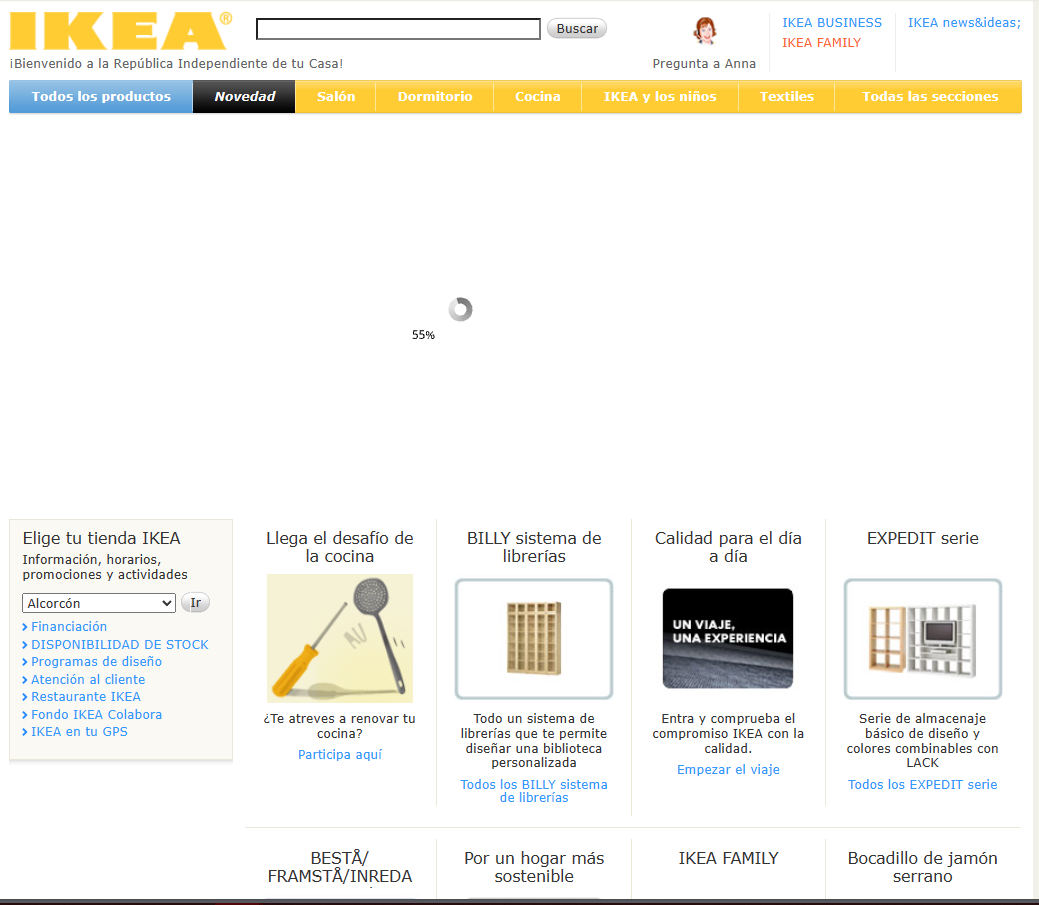 IKEA®
Buscar
IKEA BUSINESS
IKEA news&ideas;
IKEA FAMILY
¡Bienvenido a la República Independiente de tu Casa!
Pregunta a Anna
Todos los productos
Novedad
Salón
Dormitorio
Cocina
IKEA y los niños
Textiles
Todas las secciones
55%
Elige tu tienda IKEA
Información, horarios,
promociones y actividades
Alcorcón
Ir
Financiación
DISPONIBILIDAD DE STOCK
Programas de diseño
Atención al cliente
Restaurante IKEA
Fondo IKEA Colabora
IKEA en tu GPS
Llega el desafío de
la cocina
¿Te atreves a renovar tu
cocina?
Participa aquí
BILLY sistema de
librerías
Todo un sistema de
librerías que te permite
diseñar una biblioteca
personalizada
Todos los BILLY sistema
de librerías
Calidad para el día
a día
UN VIAJE,
UNA EXPERIENCIA
Entra y comprueba el
compromiso IKEA con la
calidad.
Empezar el viaje
EXPEDIT serie
Serie de almacenaje
básico de diseño y
colores combinables con
LACK
Todos los EXPEDIT serie
BESTÅ/
FRAMSTÅ/INREDA
Por un hogar más
sostenible
IKEA FAMILY
Bocadillo de jamón
serrano